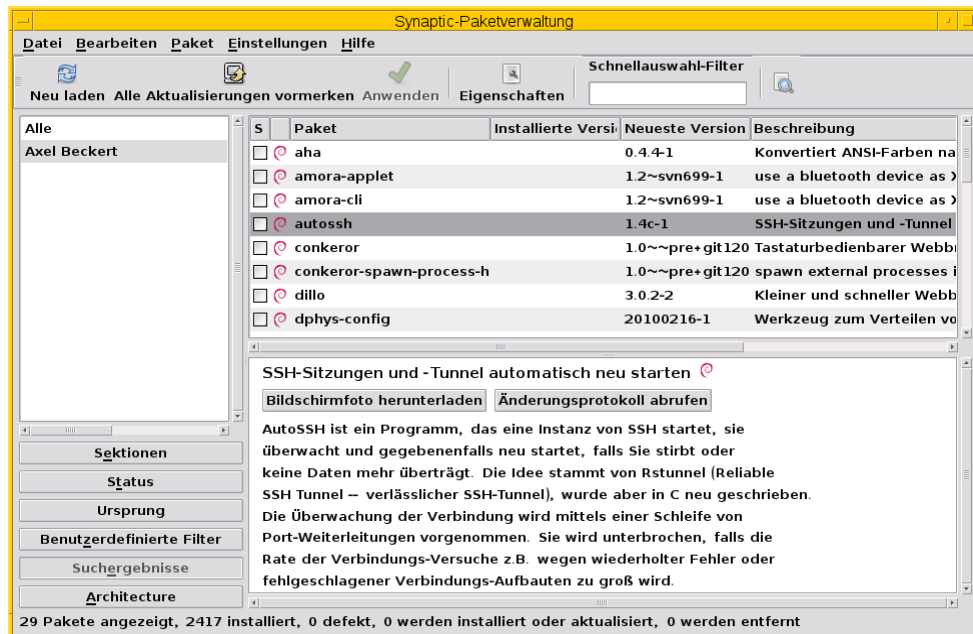 Synaptic-Paketverwaltung
Datei Bearbeiten Paket Einstellungen Hilfe
Neu laden Alle Aktualisierungen vormerken Anwenden Eigenschaften Schnellauswahl-Filter
Alle
Axel Beckert
S Paket Installierte Versi Neueste Version Beschreibung
aha 0.4.4-1 Konvertiert ANSI-Farben na
amora-applet 1.2~svn699-1 use a bluetooth device as X
amora-cli 1.2~svn699-1 use a bluetooth device as X
autossh 1.4c-1 SSH-Sitzungen und -Tunnel
conkeror 1.0~~pre+git120 Tastaturbedienbarer Webbr
conkeror-spawn-process-h 1.0~~pre+git120 spawn external processes i
dillo 3.0.2-2 Kleiner und schneller Webb
dphys-config 20100216-1 Werkzeug zum Verteilen vo
SSH-Sitzungen und -Tunnel automatisch neu starten
Bildschirmfoto herunterladen Änderungsprotokoll abrufen
AutoSSH ist ein Programm, das eine Instanz von SSH startet, sie
überwacht und gegebenenfalls neu startet, falls Sie stirbt oder
keine Daten mehr überträgt. Die Idee stammt von Rstunnel (Reliable
SSH Tunnel -- verlässlicher SSH-Tunnel), wurde aber in C neu geschrieben.
Die Überwachung der Verbindung wird mittels einer Schleife von
Port-Weiterleitungen vorgenommen. Sie wird unterbrochen, falls die
Rate der Verbindungs-Versuche z.B. wegen wiederholter Fehler oder
fehlgeschlagener Verbindungs-Aufbauten zu groß wird.
Sektionen
Status
Ursprung
Benutzerdefinierte Filter
Suchergebnisse
Architecture
29 Pakete angezeigt, 2417 installiert, 0 defekt, 0 werden installiert oder aktualisiert, 0 werden entfernt